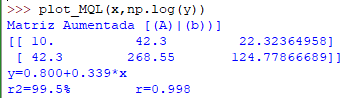 >>> plot_MQL(x,np.log(y))
Matriz Aumentada [(A)|(b))]
[[ 10.         42.3        22.32364958]
 [ 42.3       268.55      124.77866689]]
y=0.800+0.339*x
r2=99.5%        r=0.998